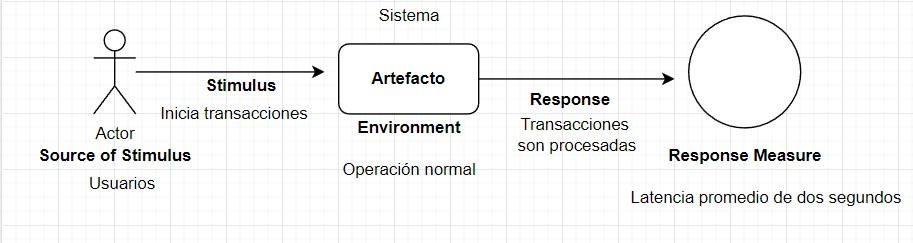 Sistema
Artefacto
Stimulus
Inicia transacciones
Response
Transacciones
son procesadas
Environment
Operación normal
Actor
Source of Stimulus
Usuarios
Response Measure
Latencia promedio de dos segundos